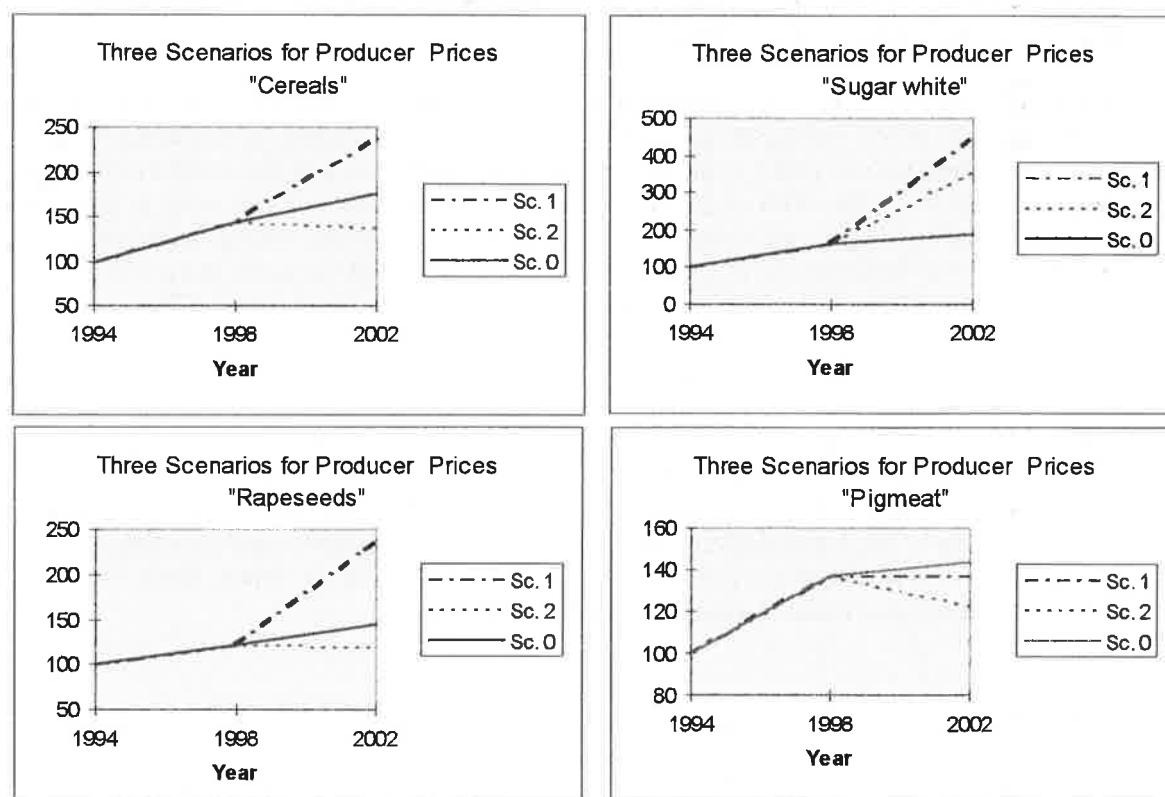 Three Scenarios for Producer Prices
"Cereals"
250
200
150
100
50
1994
1998
2002
Year
Sc. 1
Sc. 2
Sc. 0
Three Scenarios for Producer Prices
"Sugar white"
500
400
300
200
100
0
1994
1998
2002
Year
Sc. 1
Sc. 2
Sc. 0
Three Scenarios for Producer Prices
"Rapeseeds"
250
200
150
100
50
1994
1998
2002
Year
Sc. 1
Sc. 2
Sc. 0
Three Scenarios for Producer Prices
"Pigmeat"
160
140
120
100
80
1994
1998
2002
Year
Sc. 1
Sc. 2
Sc. 0